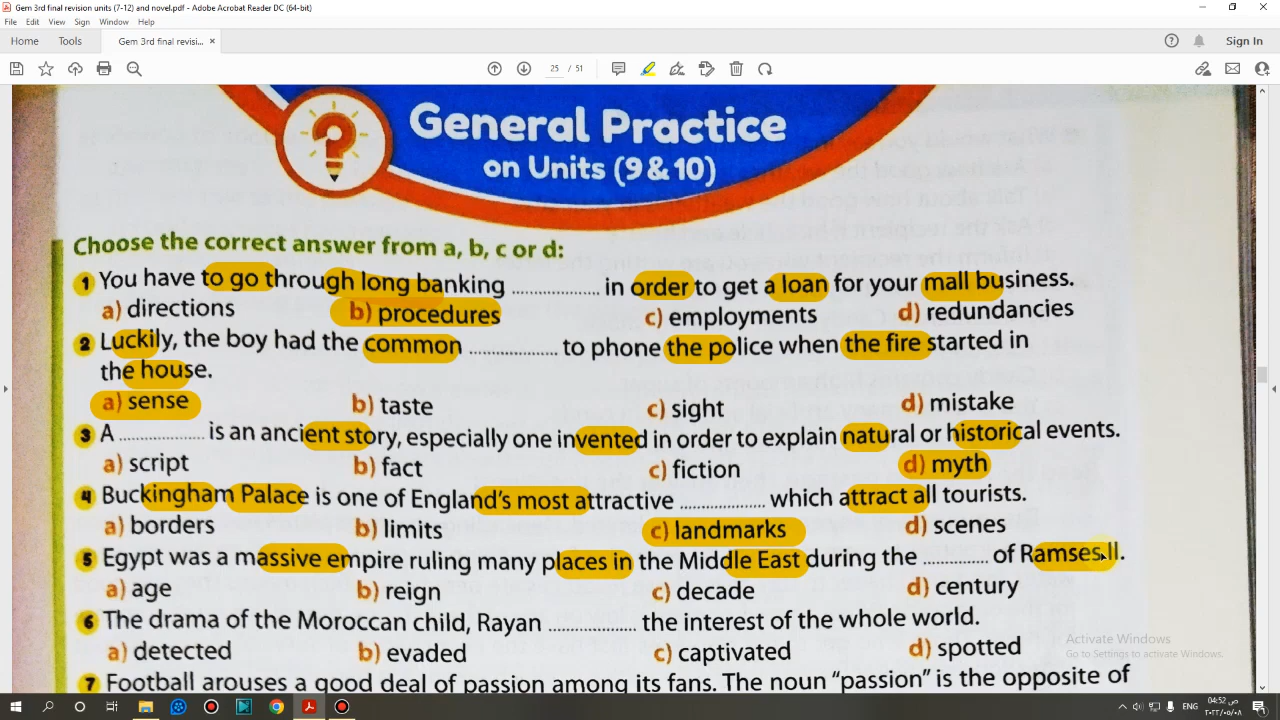 Gem 3rd final revision units (7-12) and novel.pdf - Adobe Acrobat Reader DC (64-bit)
File Edit View Sign Window Help
Home Tools Gem 3rd final revisi... × Sign In
25 / 51
General Practice
on Units (9 & 10)
Choose the correct answer from a, b, c or d:
1 You have to go through long banking .................... in order to get a loan for your mall business.
a) directions b) procedures c) employments d) redundancies
2 Luckily, the boy had the common .................... to phone the police when the fire started in
the house.
a) sense b) taste c) sight d) mistake
3 A .................... is an ancient story, especially one invented in order to explain natural or historical events.
a) script b) fact c) fiction d) myth
4 Buckingham Palace is one of England's most attractive .................... which attract all tourists.
a) borders b) limits c) landmarks d) scenes
5 Egypt was a massive empire ruling many places in the Middle East during the ............... of Ramses II.
a) age b) reign c) decade d) century
6 The drama of the Moroccan child, Rayan .................... the interest of the whole world.
a) detected b) evaded c) captivated d) spotted
7 Football arouses a good deal of passion among its fans. The noun "passion" is the opposite of
Activate Windows
Go to Settings to activate Windows.
ENG 04:52 ص
٢٠٢٢/٠٥/٠٨